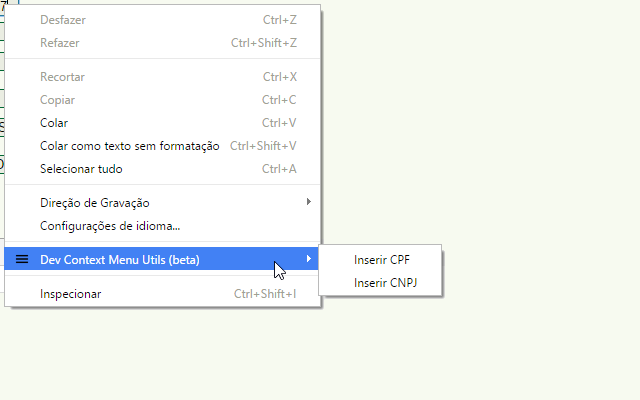 Desfazer Ctrl+Z
Refazer Ctrl+Shift+Z
Recortar Ctrl+X
Copiar Ctrl+C
Colar Ctrl+V
Colar como texto sem formatação Ctrl+Shift+V
Selecionar tudo Ctrl+A
Direção de Gravação
Configurações de idioma...
Dev Context Menu Utils (beta)
Inserir CPF
Inserir CNPJ
Inspecionar Ctrl+Shift+I